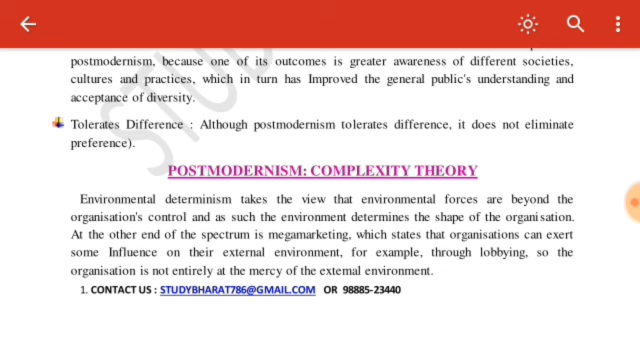 postmodernism, because one of its outcomes is greater awareness of different societies,
cultures and practices, which in turn has Improved the general public's understanding and
acceptance of diversity.
Tolerates Difference : Although postmodernism tolerates difference, it does not eliminate
preference).
POSTMODERNISM: COMPLEXITY THEORY
Environmental determinism takes the view that environmental forces are beyond the
organisation's control and as such the environment determines the shape of the organisation.
At the other end of the spectrum is megamarketing, which states that organisations can exert
some Influence on their external environment, for example, through lobbying, so the
organisation is not entirely at the mercy of the extemal environment.
1. CONTACT US : STUDYBHARAT786@GMAIL.COM OR 98885-23440